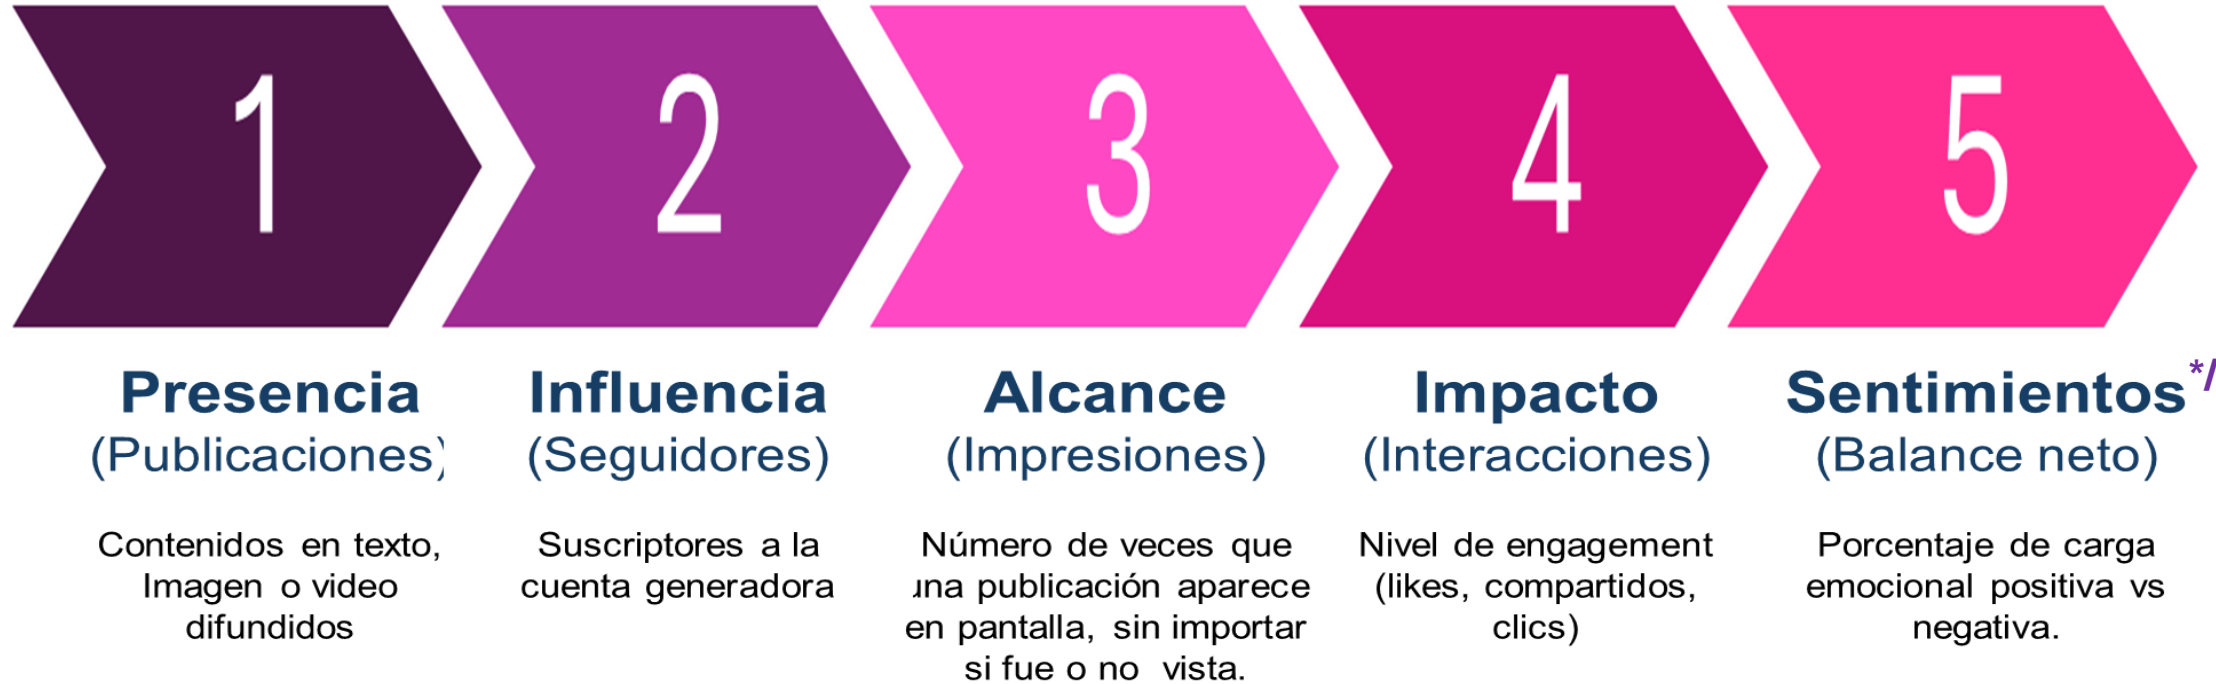 1
2
3
4
5
Presencia
(Publicaciones)
Contenidos en texto,
Imagen o video
difundidos
Influencia
(Seguidores)
Suscriptores a la
cuenta generadora
Alcance
(Impresiones)
Número de veces que
una publicación aparece
en pantalla, sin importar
si fue o no vista.
Impacto
(Interacciones)
Nivel de engagement
(likes, compartidos,
clics)
Sentimientos*/
(Balance neto)
Porcentaje de carga
emocional positiva vs
negativa.